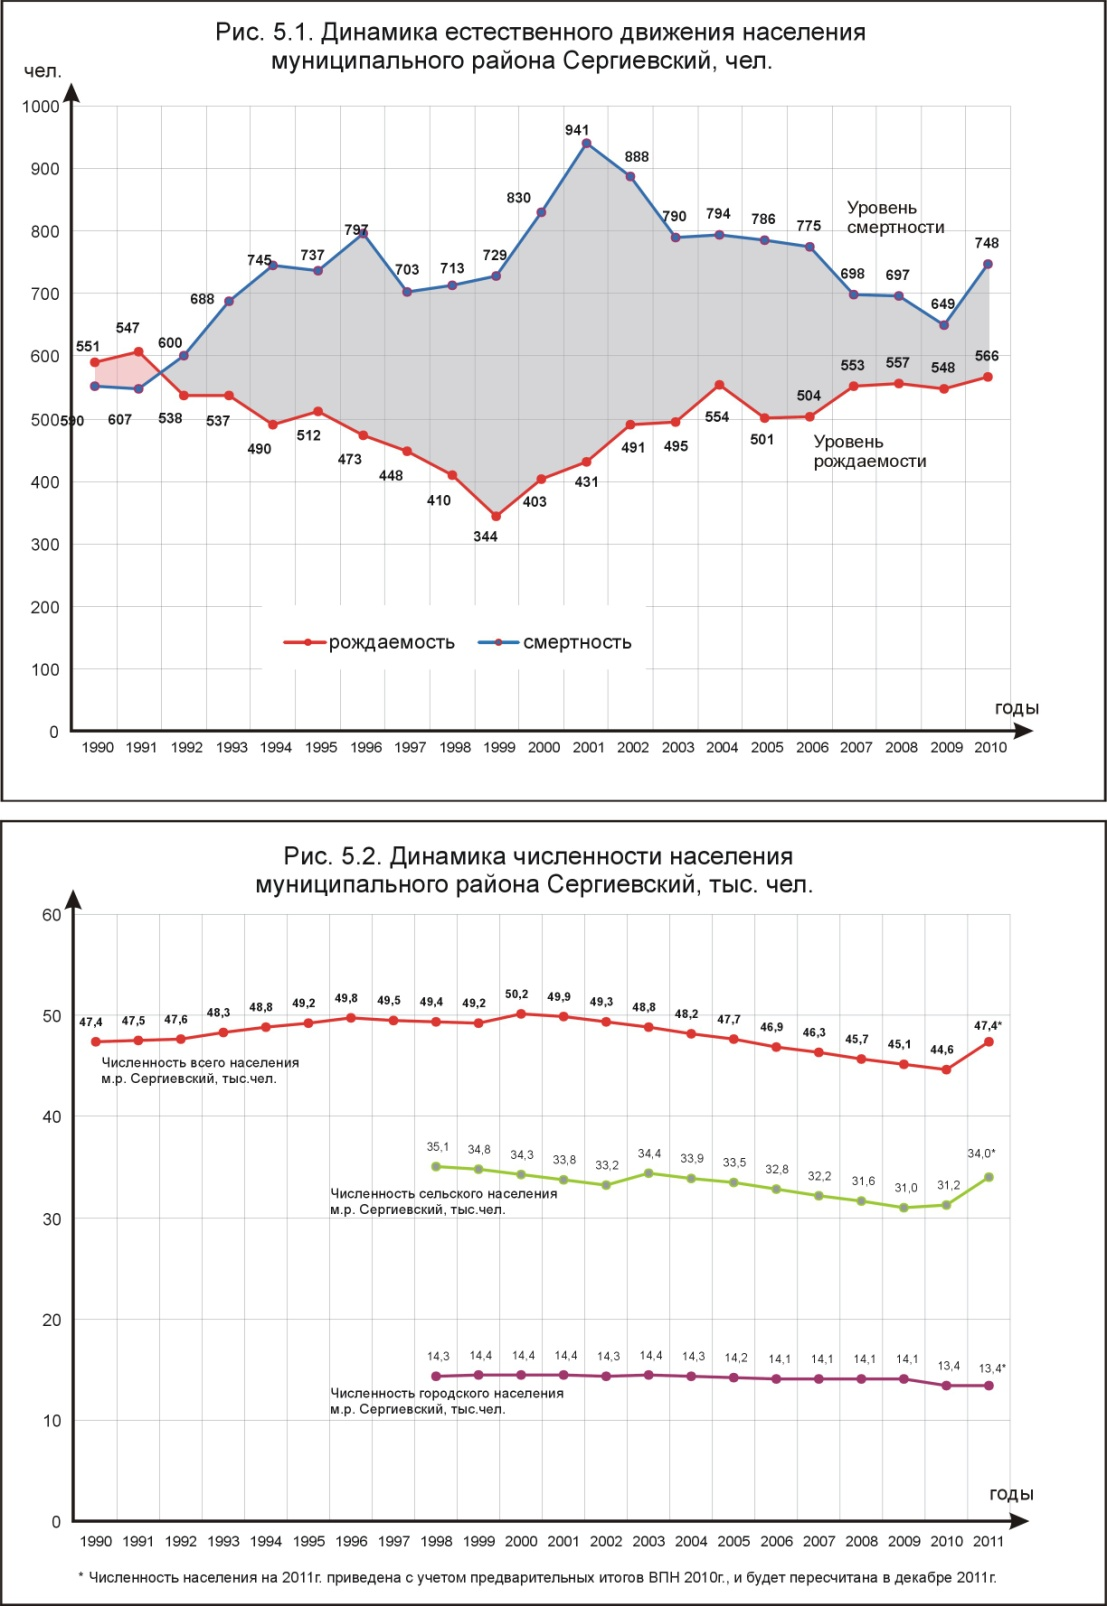 Рис. 5.1. Динамика естественного движения населения
муниципального района Сергиевский, чел.
чел.
1000
900
800
700
600
500
400
300
200
100
0
941
888
830
797
790
794
786
775
745
737
703
713
729
688
698
697
649
748
600
551
547
590
607
538
537
490
512
473
448
410
344
403
431
491
495
554
501
504
553
557
548
566
Уровень
смертности
Уровень
рождаемости
рождаемость
смертность
годы
1990 1991 1992 1993 1994 1995 1996 1997 1998 1999 2000 2001 2002 2003 2004 2005 2006 2007 2008 2009 2010
Рис. 5.2. Динамика численности населения
муниципального района Сергиевский, тыс. чел.
60
50
40
30
20
10
0
47,4 47,5 47,6 48,3 48,8 49,2 49,8 49,5 49,4 49,2 50,2 49,9 49,3 48,8 48,2 47,7 46,9 46,3 45,7 45,1 44,6 47,4*
Численность всего населения
м.р. Сергиевский, тыс.чел.
35,1 34,8 34,3 33,8 33,2 34,4 33,9 33,5 32,8 32,2 31,6 31,0 31,2 34,0*
Численность сельского населения
м.р. Сергиевский, тыс.чел.
14,3 14,4 14,4 14,4 14,3 14,4 14,3 14,2 14,1 14,1 14,1 14,1 13,4 13,4*
Численность городского населения
м.р. Сергиевский, тыс.чел.
годы
1990 1991 1992 1993 1994 1995 1996 1997 1998 1999 2000 2001 2002 2003 2004 2005 2006 2007 2008 2009 2010 2011
* Численность населения на 2011г. приведена с учетом предварительных итогов ВПН 2010г., и будет пересчитана в декабре 2011г.